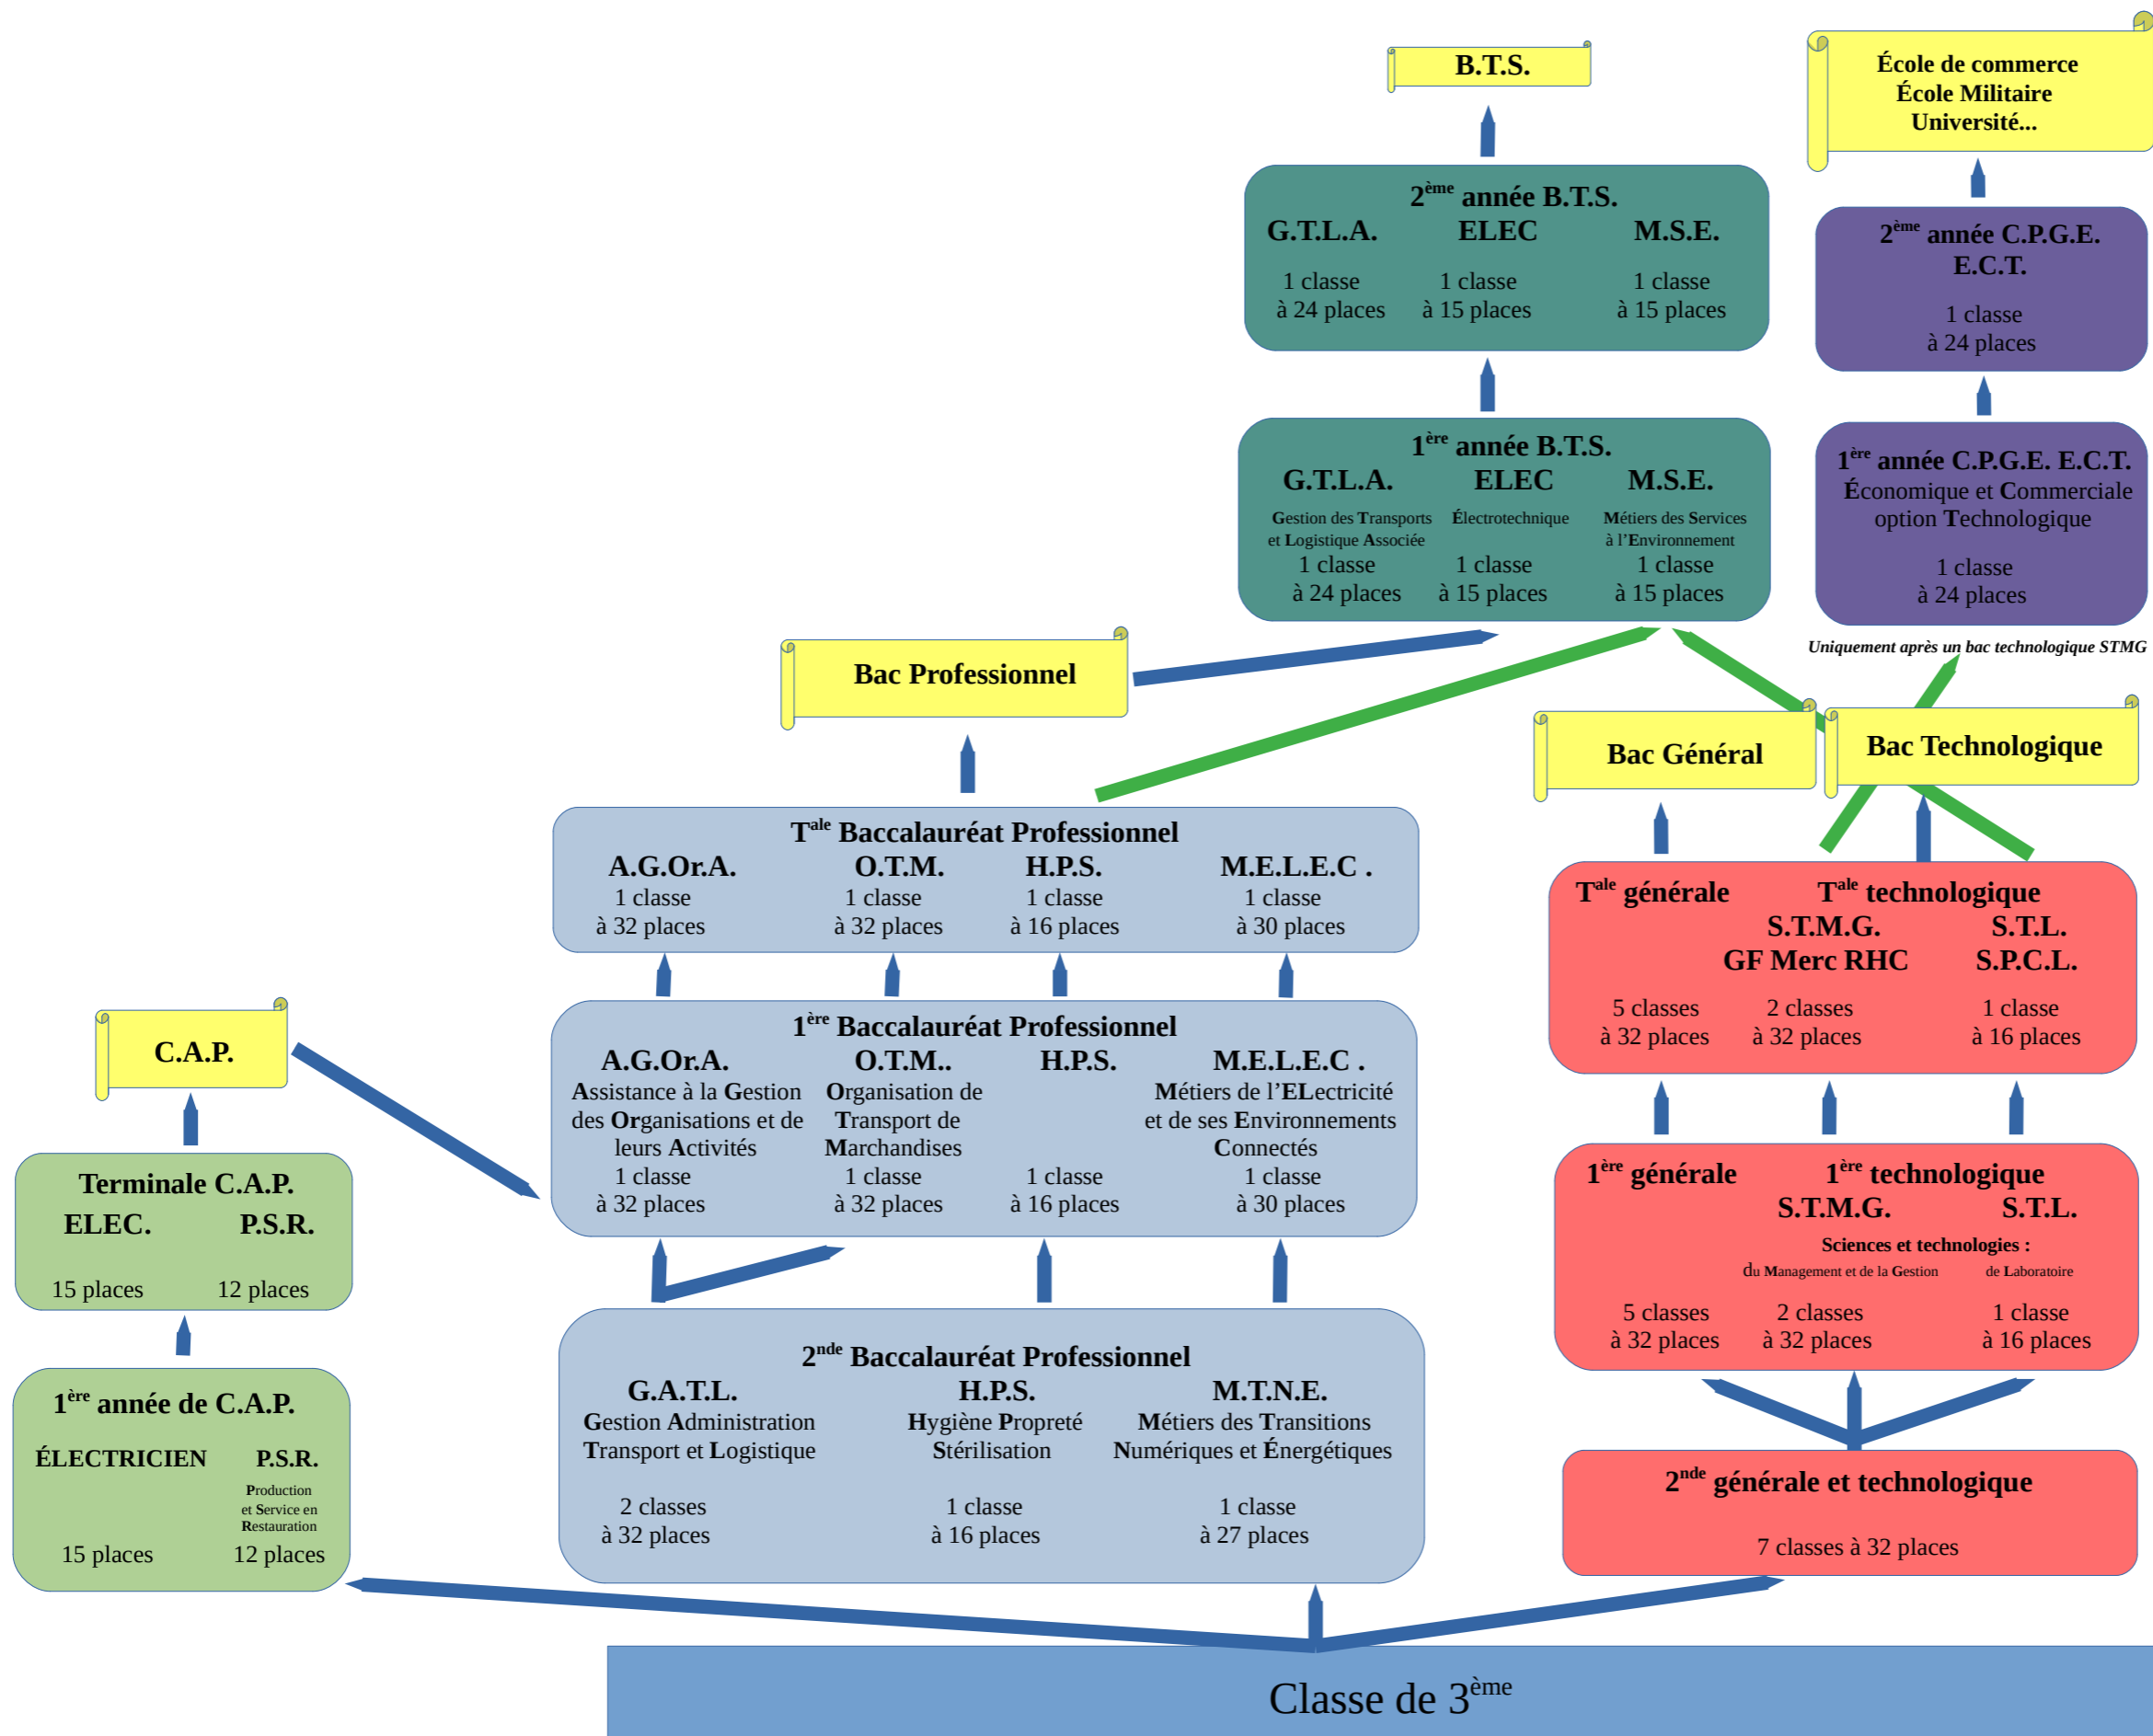 B.T.S.
École de commerce
École Militaire
Université...
2ème année B.T.S.
G.T.L.A. ELEC M.S.E.
1 classe 1 classe 1 classe
à 24 places à 15 places à 15 places
2ème année C.P.G.E.
E.C.T.
1 classe
à 24 places
1ère année B.T.S.
G.T.L.A. ELEC M.S.E.
Gestion des Transports Électrotechnique Métiers des Services
et Logistique Associée à l’Environnement
1 classe 1 classe 1 classe
à 24 places à 15 places à 15 places
1ère année C.P.G.E. E.C.T.
Économique et Commerciale
option Technologique
1 classe
à 24 places
Uniquement après un bac technologique STMG
Bac Professionnel
Bac Général
Bac Technologique
Tale Baccalauréat Professionnel
A.G.Or.A. O.T.M. H.P.S. M.E.L.E.C .
1 classe 1 classe 1 classe 1 classe
à 32 places à 32 places à 16 places à 30 places
Tale générale Tale technologique
S.T.M.G. S.T.L.
GF Merc RHC S.P.C.L.
5 classes 2 classes 1 classe
à 32 places à 32 places à 16 places
C.A.P.
1ère Baccalauréat Professionnel
A.G.Or.A. O.T.M.. H.P.S. M.E.L.E.C .
Assistance à la Gestion Organisation de Métiers de l’ELectricité
des Organisations et de Transport de et de ses Environnements
leurs Activités Marchandises Connectés
1 classe 1 classe 1 classe 1 classe
à 32 places à 32 places à 16 places à 30 places
Terminale C.A.P.
ELEC. P.S.R.
15 places 12 places
1ère générale 1ère technologique
S.T.M.G. S.T.L.
Sciences et technologies :
du Management et de la Gestion de Laboratoire
5 classes 2 classes 1 classe
à 32 places à 32 places à 16 places
1ère année de C.A.P.
ÉLECTRICIEN P.S.R.
Production
et Service en
Restauration
15 places 12 places
2nde Baccalauréat Professionnel
G.A.T.L. H.P.S. M.T.N.E.
Gestion Administration Hygiène Propreté Métiers des Transitions
Transport et Logistique Stérilisation Numériques et Énergétiques
2 classes 1 classe 1 classe
à 32 places à 16 places à 27 places
2nde générale et technologique
7 classes à 32 places
Classe de 3ème